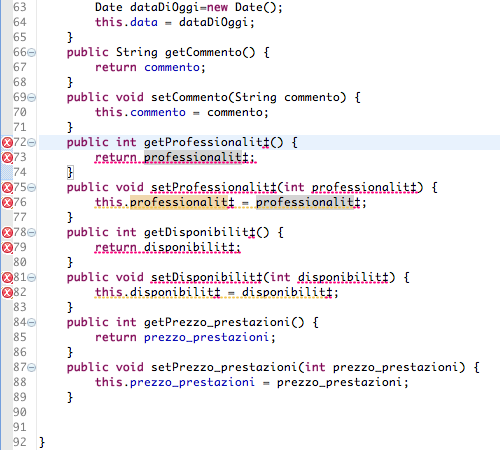 63 Date dataDiOggi=new Date();
64 this.data = dataDiOggi;
65 }
66 public String getCommento() {
67 return commento;
68 }
69 public void setCommento(String commento) {
70 this.commento = commento;
71 }
72 public int getProfessionalit‡() {
73 return professionalit‡;
74 }
75 public void setProfessionalit‡(int professionalit‡) {
76 this.professionalit‡ = professionalit‡;
77 }
78 public int getDisponibilit‡() {
79 return disponibilit‡;
80 }
81 public void setDisponibilit‡(int disponibilit‡) {
82 this.disponibilit‡ = disponibilit‡;
83 }
84 public int getPrezzo_prestazioni() {
85 return prezzo_prestazioni;
86 }
87 public void setPrezzo_prestazioni(int prezzo_prestazioni) {
88 this.prezzo_prestazioni = prezzo_prestazioni;
89 }
90
91
92 }